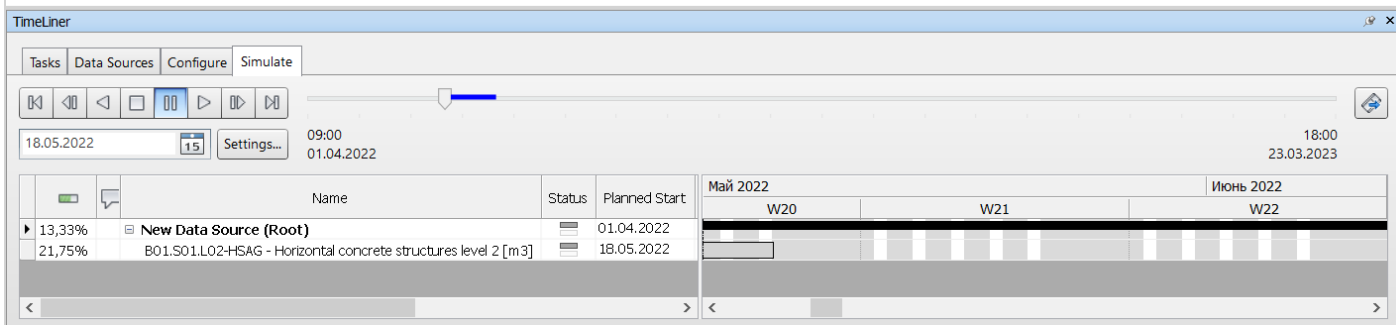 TimeLiner
Tasks Data Sources Configure Simulate
18.05.2022 15 Settings... 09:00 18:00
01.04.2022 23.03.2023
Name Status Planned Start Май 2022 Июнь 2022
W20 W21 W22
13,33% New Data Source (Root) 01.04.2022
21,75% B01.S01.L02-HSAG - Horizontal concrete structures level 2 [m3] 18.05.2022